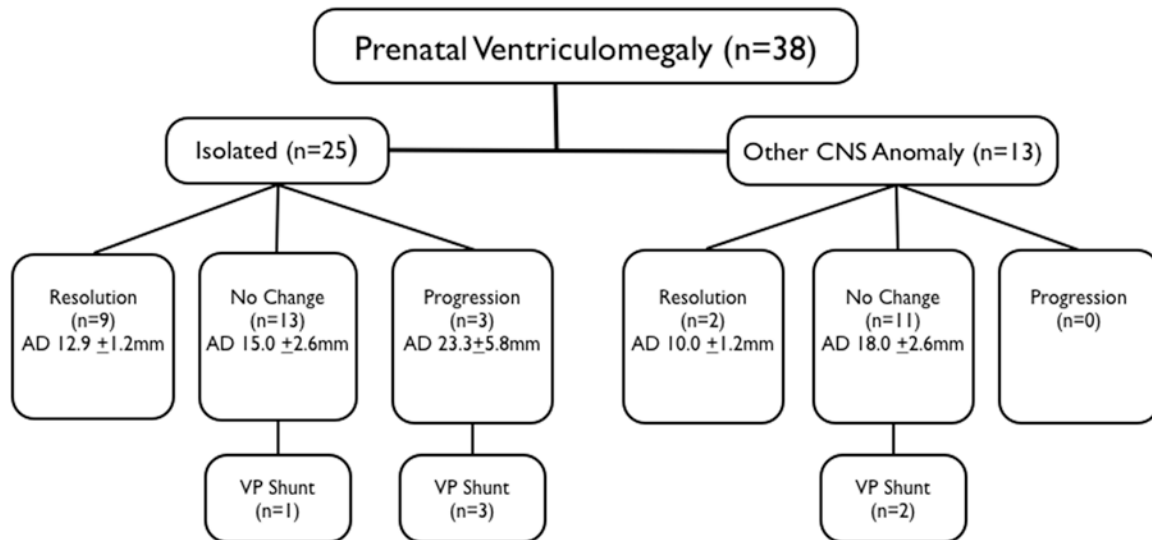 Prenatal Ventriculomegaly (n=38)
Isolated (n=25)
Other CNS Anomaly (n=13)
Resolution
(n=9)
AD 12.9 ±1.2mm
No Change
(n=13)
AD 15.0 ±2.6mm
Progression
(n=3)
AD 23.3±5.8mm
Resolution
(n=2)
AD 10.0 ±1.2mm
No Change
(n=11)
AD 18.0 ±2.6mm
Progression
(n=0)
VP Shunt
(n=1)
VP Shunt
(n=3)
VP Shunt
(n=2)